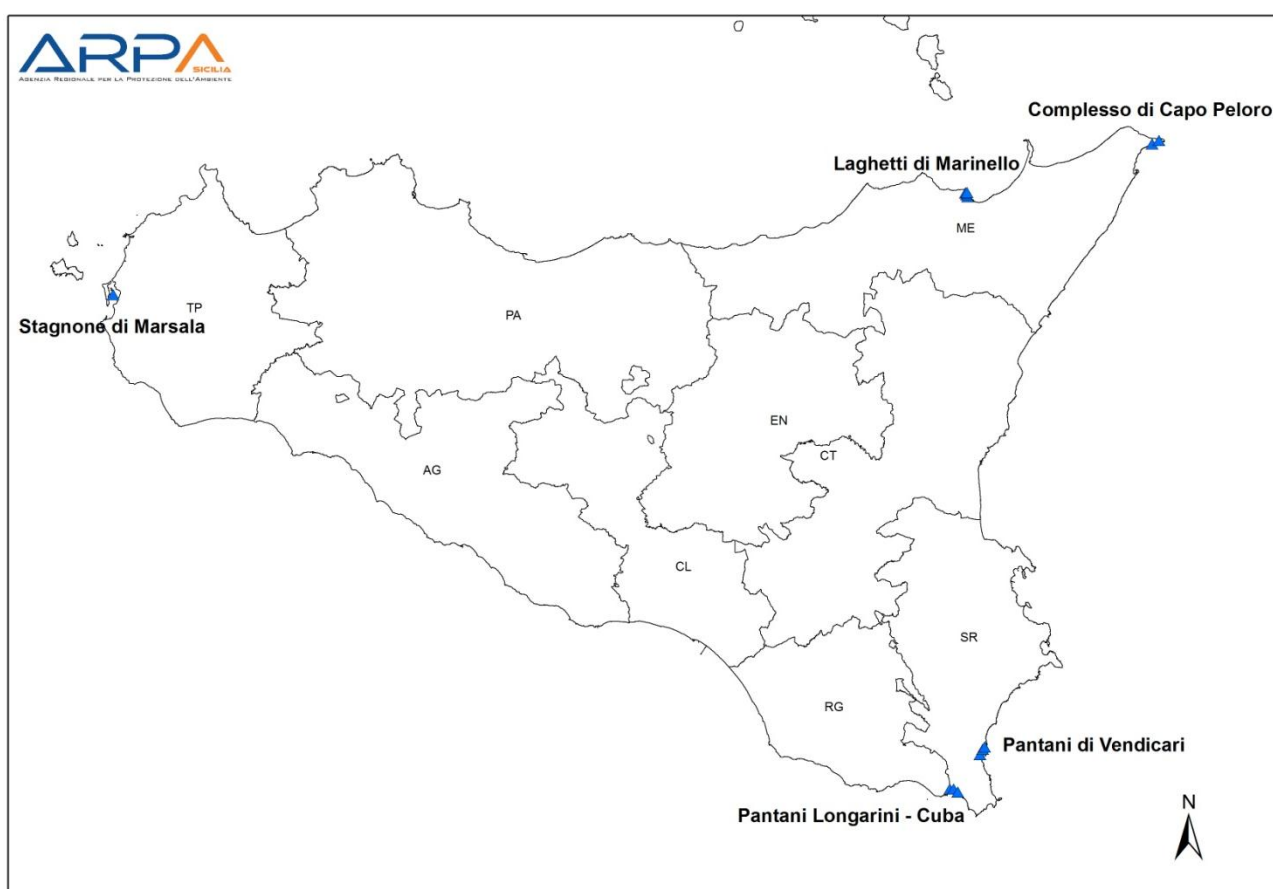 ARPA
SICILIA
AGENZIA REGIONALE PER LA PROTEZIONE DELL'AMBIENTE
Complesso di Capo Peloro
Laghetti di Marinello
ME
TP
PA
Stagnone di Marsala
EN
CT
AG
CL
SR
RG
Pantani di Vendicari
Pantani Longarini - Cuba
N